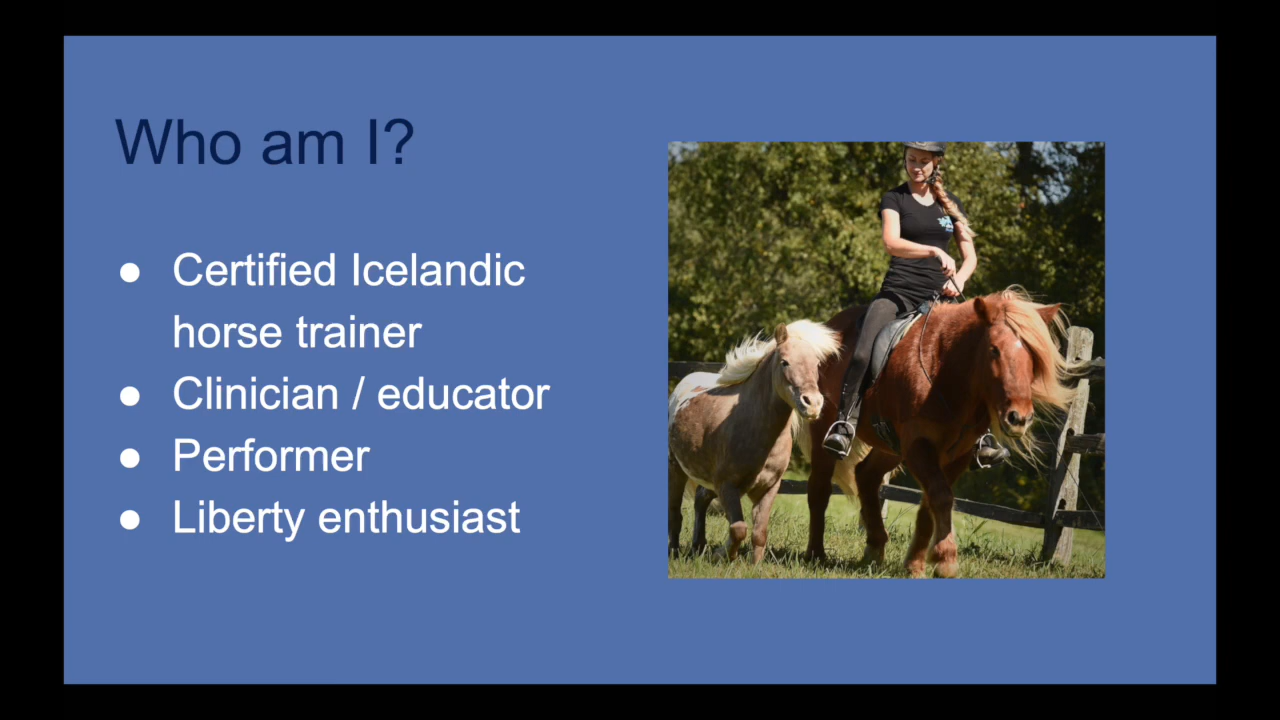 Who am I?
● Certified Icelandic
horse trainer
● Clinician / educator
● Performer
● Liberty enthusiast